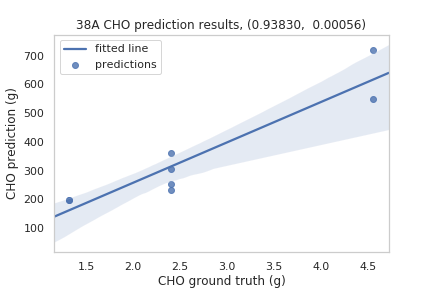 38A CHO prediction results, (0.93830,  0.00056)
fitted line
predictions
CHO prediction (g)
700
600
500
400
300
200
100
1.5 2.0 2.5 3.0 3.5 4.0 4.5
CHO ground truth (g)